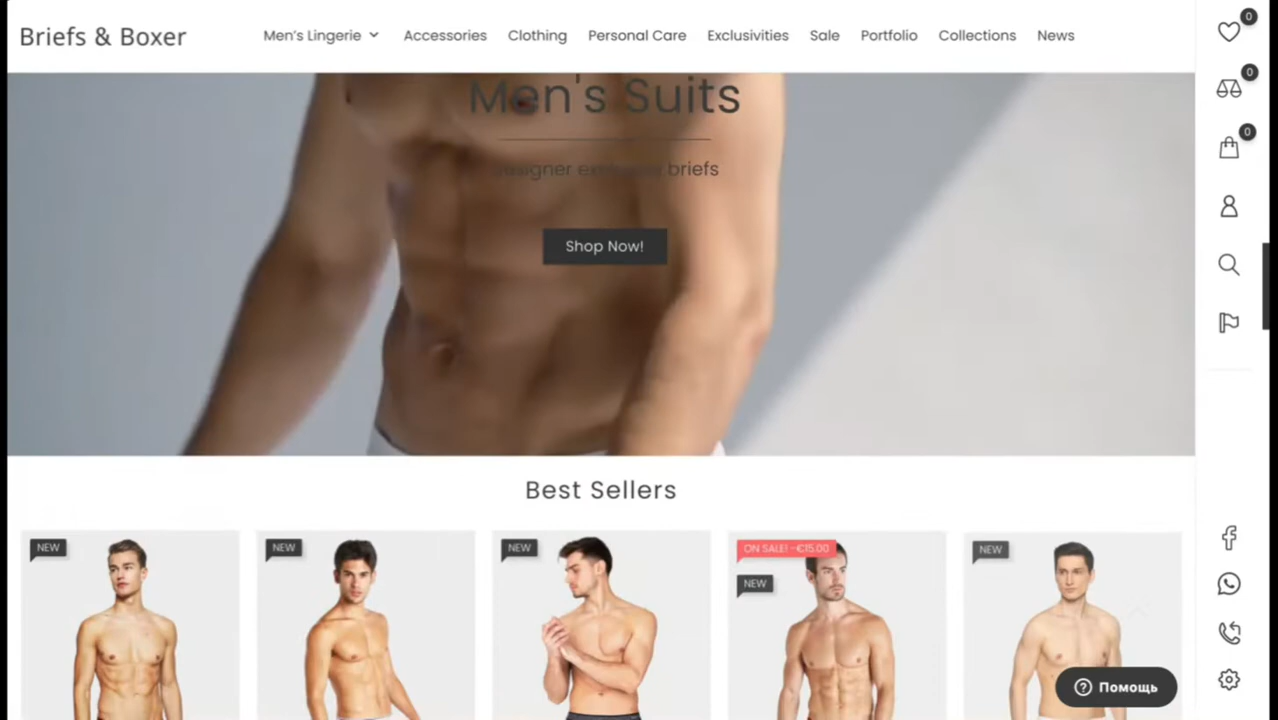 Briefs & Boxer
Men's Lingerie
Accessories
Clothing
Personal Care
Exclusivities
Sale
Portfolio
Collections
News
0
0
0
Men's Suits
briefs
Shop Now!
Best Sellers
NEW
NEW
NEW
ON SALE! -€15.00
NEW
NEW
Помощь